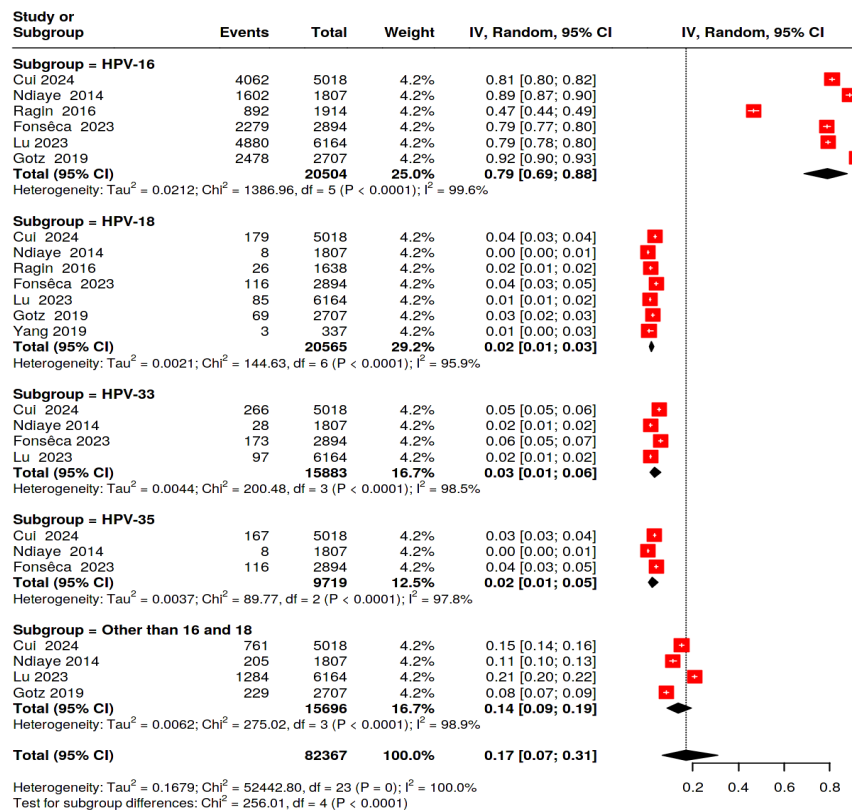 Study or
Subgroup Events Total Weight IV, Random, 95% CI IV, Random, 95% CI
Subgroup = HPV-16
Cui 2024 4062 5018 4.2% 0.81 [0.80; 0.82]
Ndiaye 2014 1602 1807 4.2% 0.89 [0.87; 0.90]
Ragin 2016 892 1914 4.2% 0.47 [0.44; 0.49]
Fonsêca 2023 2279 2894 4.2% 0.79 [0.77; 0.80]
Lu 2023 4880 6164 4.2% 0.79 [0.78; 0.80]
Gotz 2019 2478 2707 4.2% 0.92 [0.90; 0.93]
Total (95% CI) 20504 25.0% 0.79 [0.69; 0.88]
Heterogeneity: Tau² = 0.0212; Chi² = 1386.96, df = 5 (P < 0.0001); I² = 99.6%
Subgroup = HPV-18
Cui 2024 179 5018 4.2% 0.04 [0.03; 0.04]
Ndiaye 2014 8 1807 4.2% 0.00 [0.00; 0.01]
Ragin 2016 26 1638 4.2% 0.02 [0.01; 0.02]
Fonsêca 2023 116 2894 4.2% 0.04 [0.03; 0.05]
Lu 2023 85 6164 4.2% 0.01 [0.01; 0.02]
Gotz 2019 69 2707 4.2% 0.03 [0.02; 0.03]
Yang 2019 3 337 4.2% 0.01 [0.00; 0.03]
Total (95% CI) 20565 29.2% 0.02 [0.01; 0.03]
Heterogeneity: Tau² = 0.0021; Chi² = 144.63, df = 6 (P < 0.0001); I² = 95.9%
Subgroup = HPV-33
Cui 2024 266 5018 4.2% 0.05 [0.05; 0.06]
Ndiaye 2014 28 1807 4.2% 0.02 [0.01; 0.02]
Fonsêca 2023 173 2894 4.2% 0.06 [0.05; 0.07]
Lu 2023 97 6164 4.2% 0.02 [0.01; 0.02]
Total (95% CI) 15883 16.7% 0.03 [0.01; 0.06]
Heterogeneity: Tau² = 0.0044; Chi² = 200.48, df = 3 (P < 0.0001); I² = 98.5%
Subgroup = HPV-35
Cui 2024 167 5018 4.2% 0.03 [0.03; 0.04]
Ndiaye 2014 8 1807 4.2% 0.00 [0.00; 0.01]
Fonsêca 2023 116 2894 4.2% 0.04 [0.03; 0.05]
Total (95% CI) 9719 12.5% 0.02 [0.01; 0.05]
Heterogeneity: Tau² = 0.0037; Chi² = 89.77, df = 2 (P < 0.0001); I² = 97.8%
Subgroup = Other than 16 and 18
Cui 2024 761 5018 4.2% 0.15 [0.14; 0.16]
Ndiaye 2014 205 1807 4.2% 0.11 [0.10; 0.13]
Lu 2023 1284 6164 4.2% 0.21 [0.20; 0.22]
Gotz 2019 229 2707 4.2% 0.08 [0.07; 0.09]
Total (95% CI) 15696 16.7% 0.14 [0.09; 0.19]
Heterogeneity: Tau² = 0.0062; Chi² = 275.02, df = 3 (P < 0.0001); I² = 98.9%
Total (95% CI) 82367 100.0% 0.17 [0.07; 0.31]
Heterogeneity: Tau² = 0.1679; Chi² = 52442.80, df = 23 (P = 0); I² = 100.0%
0.2 0.4 0.6 0.8
Test for subgroup differences: Chi² = 256.01, df = 4 (P < 0.0001)